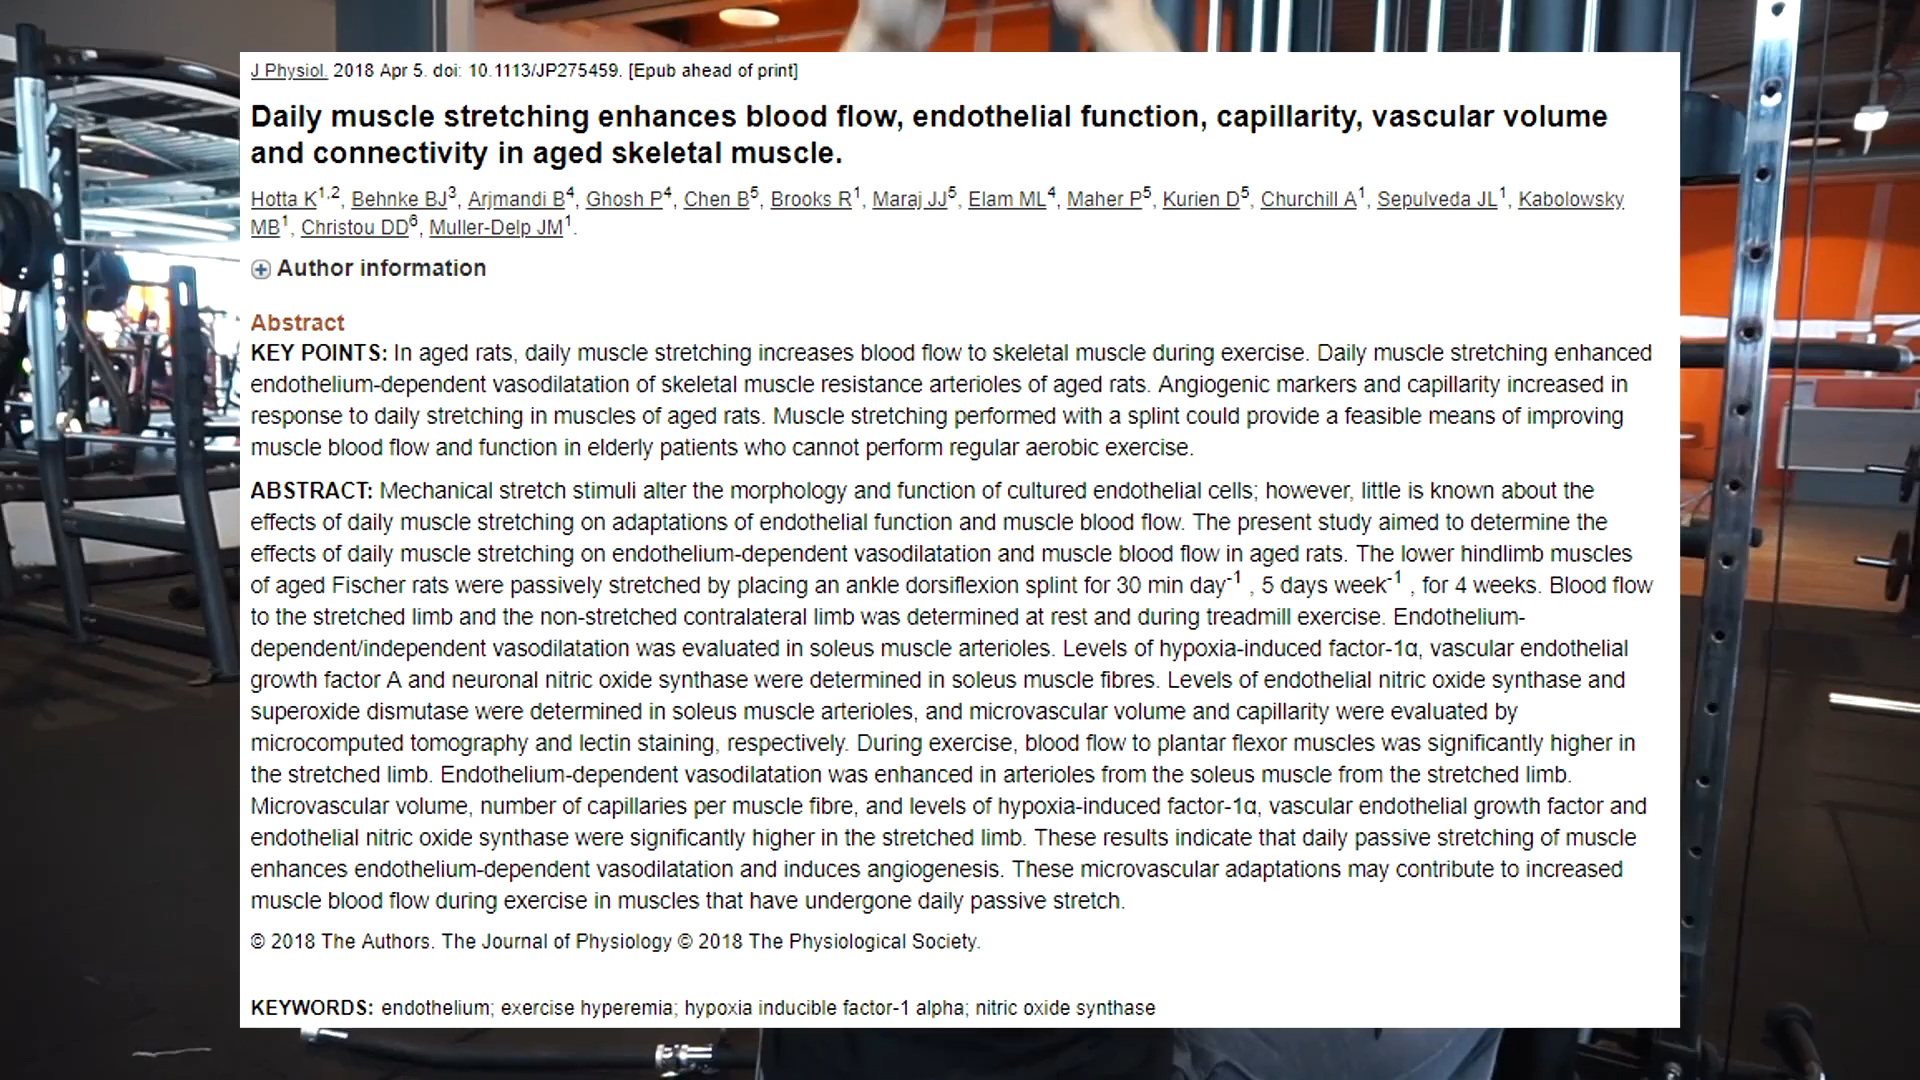 J Physiol. 2018 Apr 5. doi: 10.1113/JP275459. [Epub ahead of print]
Daily muscle stretching enhances blood flow, endothelial function, capillarity, vascular volume
and connectivity in aged skeletal muscle.
Hotta K1,2, Behnke BJ3, Arjmandi B4, Ghosh P4, Chen B5, Brooks R1, Maraj JJ5, Elam ML4, Maher P5, Kurien D5, Churchill A1, Sepulveda JL1, Kabolowsky
MB1, Christou DD6, Muller-Delp JM1.
Author information
Abstract
KEY POINTS: In aged rats, daily muscle stretching increases blood flow to skeletal muscle during exercise. Daily muscle stretching enhanced
endothelium-dependent vasodilatation of skeletal muscle resistance arterioles of aged rats. Angiogenic markers and capillarity increased in
response to daily stretching in muscles of aged rats. Muscle stretching performed with a splint could provide a feasible means of improving
muscle blood flow and function in elderly patients who cannot perform regular aerobic exercise.
ABSTRACT: Mechanical stretch stimuli alter the morphology and function of cultured endothelial cells; however, little is known about the
effects of daily muscle stretching on adaptations of endothelial function and muscle blood flow. The present study aimed to determine the
effects of daily muscle stretching on endothelium-dependent vasodilatation and muscle blood flow in aged rats. The lower hindlimb muscles
of aged Fischer rats were passively stretched by placing an ankle dorsiflexion splint for 30 min day-1 , 5 days week-1 , for 4 weeks. Blood flow
to the stretched limb and the non-stretched contralateral limb was determined at rest and during treadmill exercise. Endothelium-
dependent/independent vasodilatation was evaluated in soleus muscle arterioles. Levels of hypoxia-induced factor-1α, vascular endothelial
growth factor A and neuronal nitric oxide synthase were determined in soleus muscle fibres. Levels of endothelial nitric oxide synthase and
superoxide dismutase were determined in soleus muscle arterioles, and microvascular volume and capillarity were evaluated by
microcomputed tomography and lectin staining, respectively. During exercise, blood flow to plantar flexor muscles was significantly higher in
the stretched limb. Endothelium-dependent vasodilatation was enhanced in arterioles from the soleus muscle from the stretched limb.
Microvascular volume, number of capillaries per muscle fibre, and levels of hypoxia-induced factor-1α, vascular endothelial growth factor and
endothelial nitric oxide synthase were significantly higher in the stretched limb. These results indicate that daily passive stretching of muscle
enhances endothelium-dependent vasodilatation and induces angiogenesis. These microvascular adaptations may contribute to increased
muscle blood flow during exercise in muscles that have undergone daily passive stretch.
© 2018 The Authors. The Journal of Physiology © 2018 The Physiological Society.
KEYWORDS: endothelium; exercise hyperemia; hypoxia inducible factor-1 alpha; nitric oxide synthase